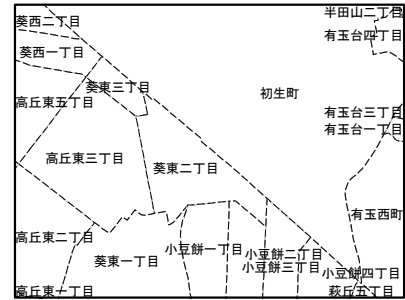 半田山二丁目
葵西二丁目
有玉台四丁目
葵西一丁目
葵東三丁目
初生町
高丘東五丁目
有玉台三丁目
有玉台一丁目
高丘東三丁目
葵東二丁目
有玉西町
高丘東二丁目
小豆餅一丁目
小豆餅二丁目
葵東一丁目
小豆餅三丁目
小豆餅四丁目
高丘東一丁目
萩丘五丁目